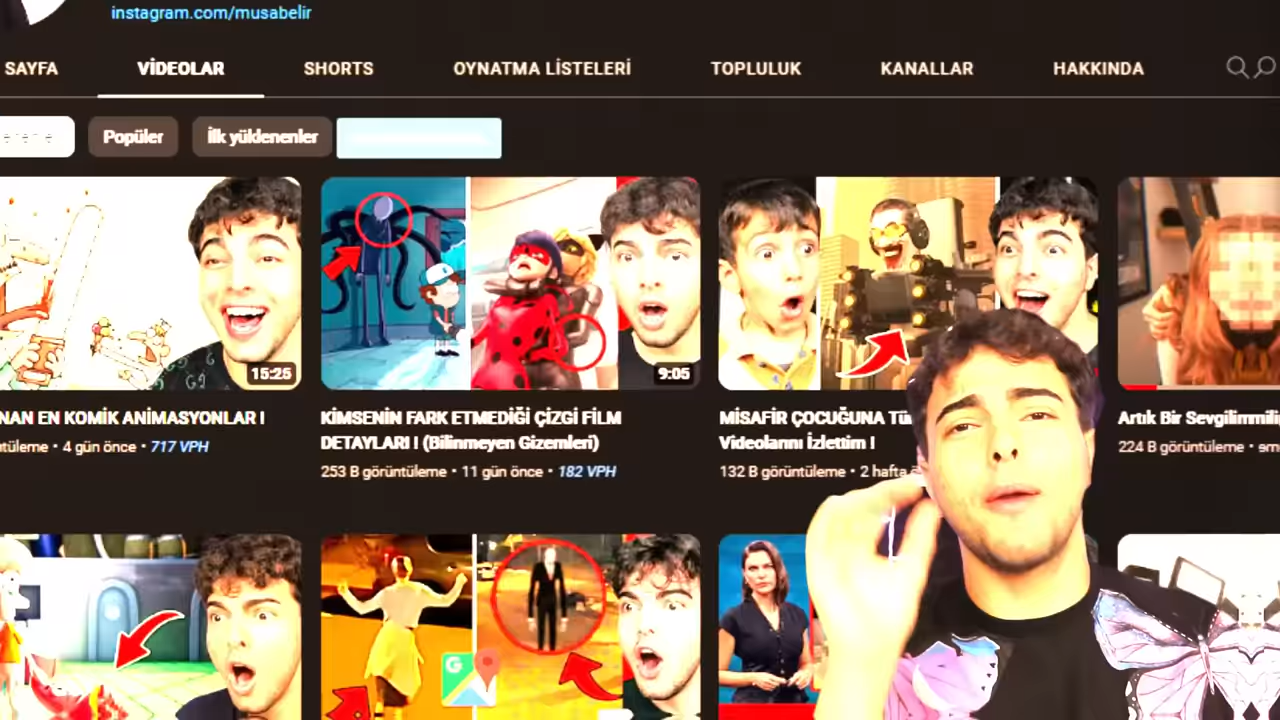 instagram.com/musabelir
SAYFA VİDEOLAR SHORTS OYNATMA LİSTELERİ TOPLULUK KANALLAR HAKKINDA
Popüler İlk yüklenenler
15:25
9:05
NAN EN KOMİK ANİMASYONLAR !
4 gün önce • 717 VPH
KİMSENİN FARK ETMEDİĞİ ÇİZGİ FİLM
DETAYLARI ! (Bilinmeyen Gizemleri)
253 B görüntüleme • 11 gün önce • 182 VPH
MİSAFİR ÇOCUĞUNA Tü
Videolarını İzlettim !
132 B görüntüleme • 2 hafta
Artık Bir Sevgilimmili
224 B görüntüleme •
G